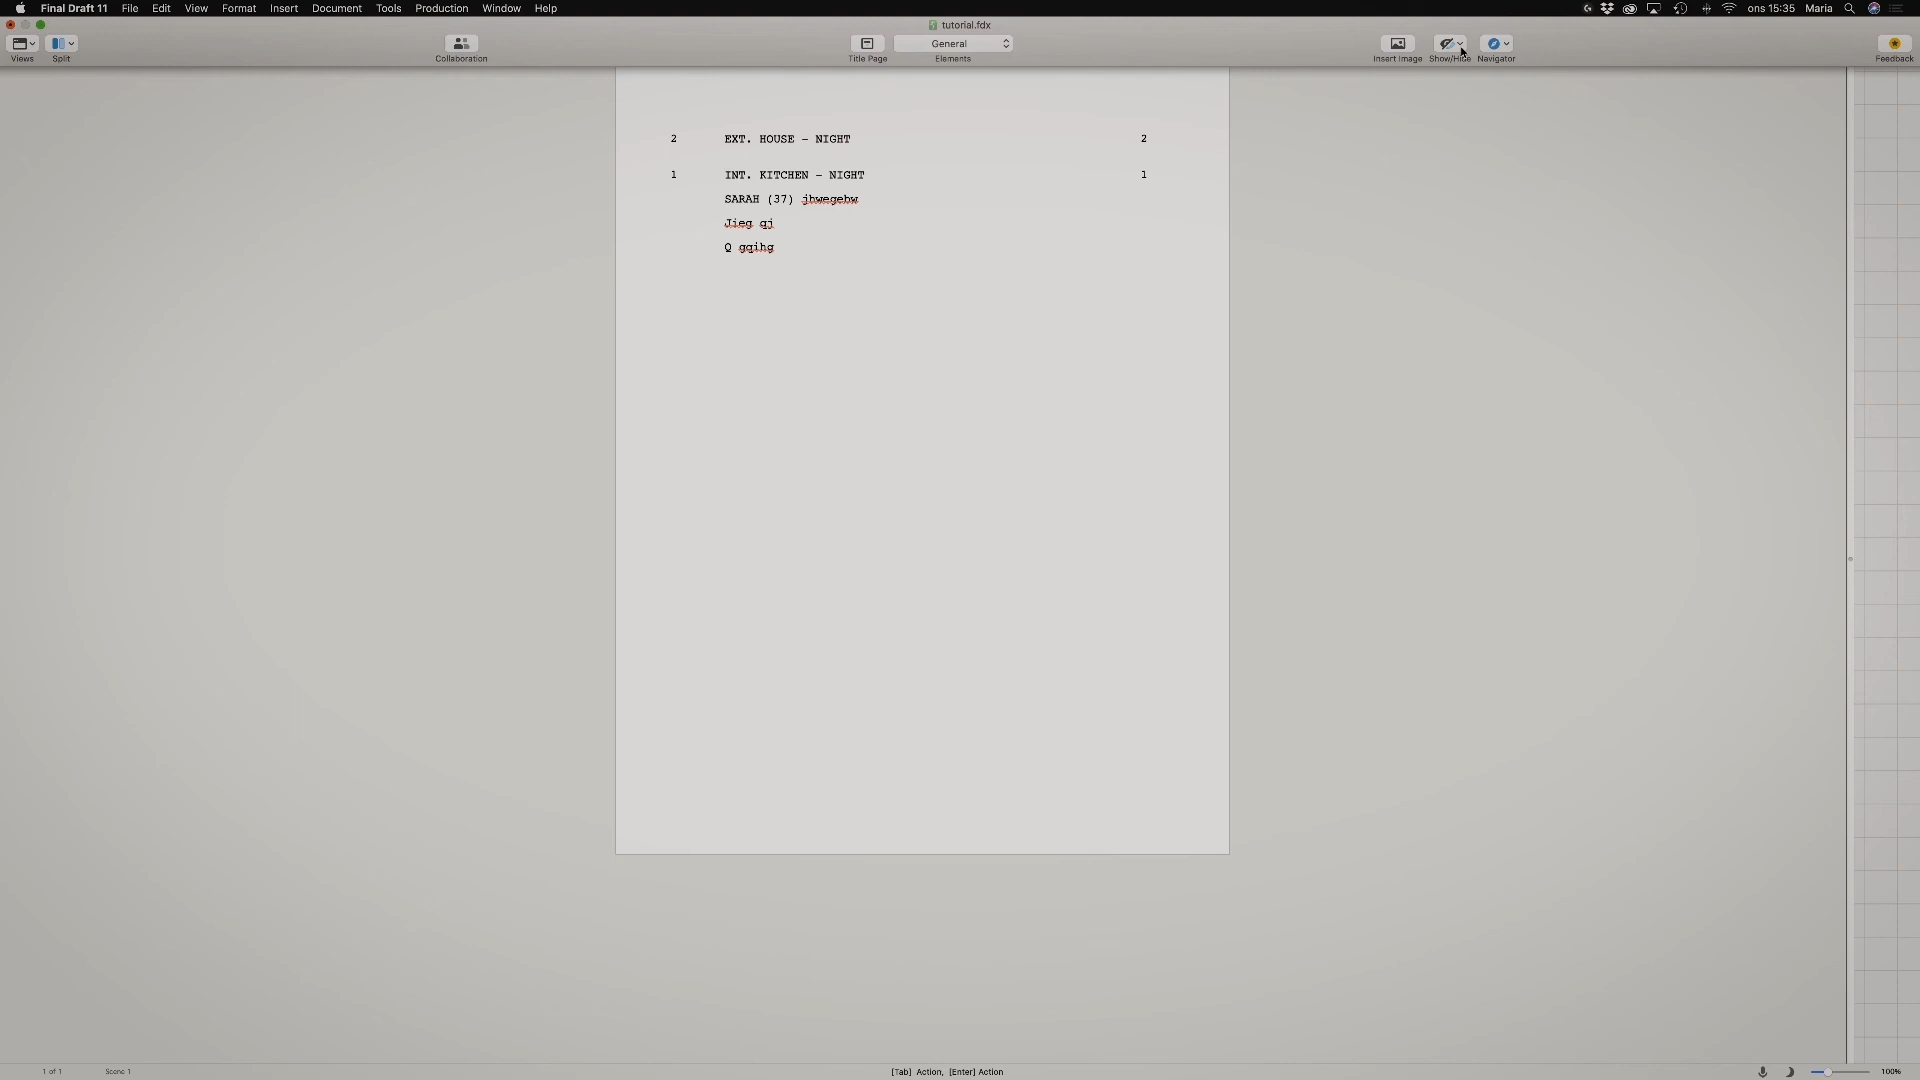 Final Draft 11 File Edit View Format Insert Document Tools Production Window Help ons 15:35 Maria
tutorial.fdx
General
Views Split Collaboration Title Page Elements Insert Image Show/Hide Navigator Feedback
2 EXT. HOUSE - NIGHT 2
1 INT. KITCHEN - NIGHT 1
SARAH (37) jhwegebw
Jieg qj
Q gqihg
1 of 1 Scene 1 [Tab] Action, [Enter] Action 100%